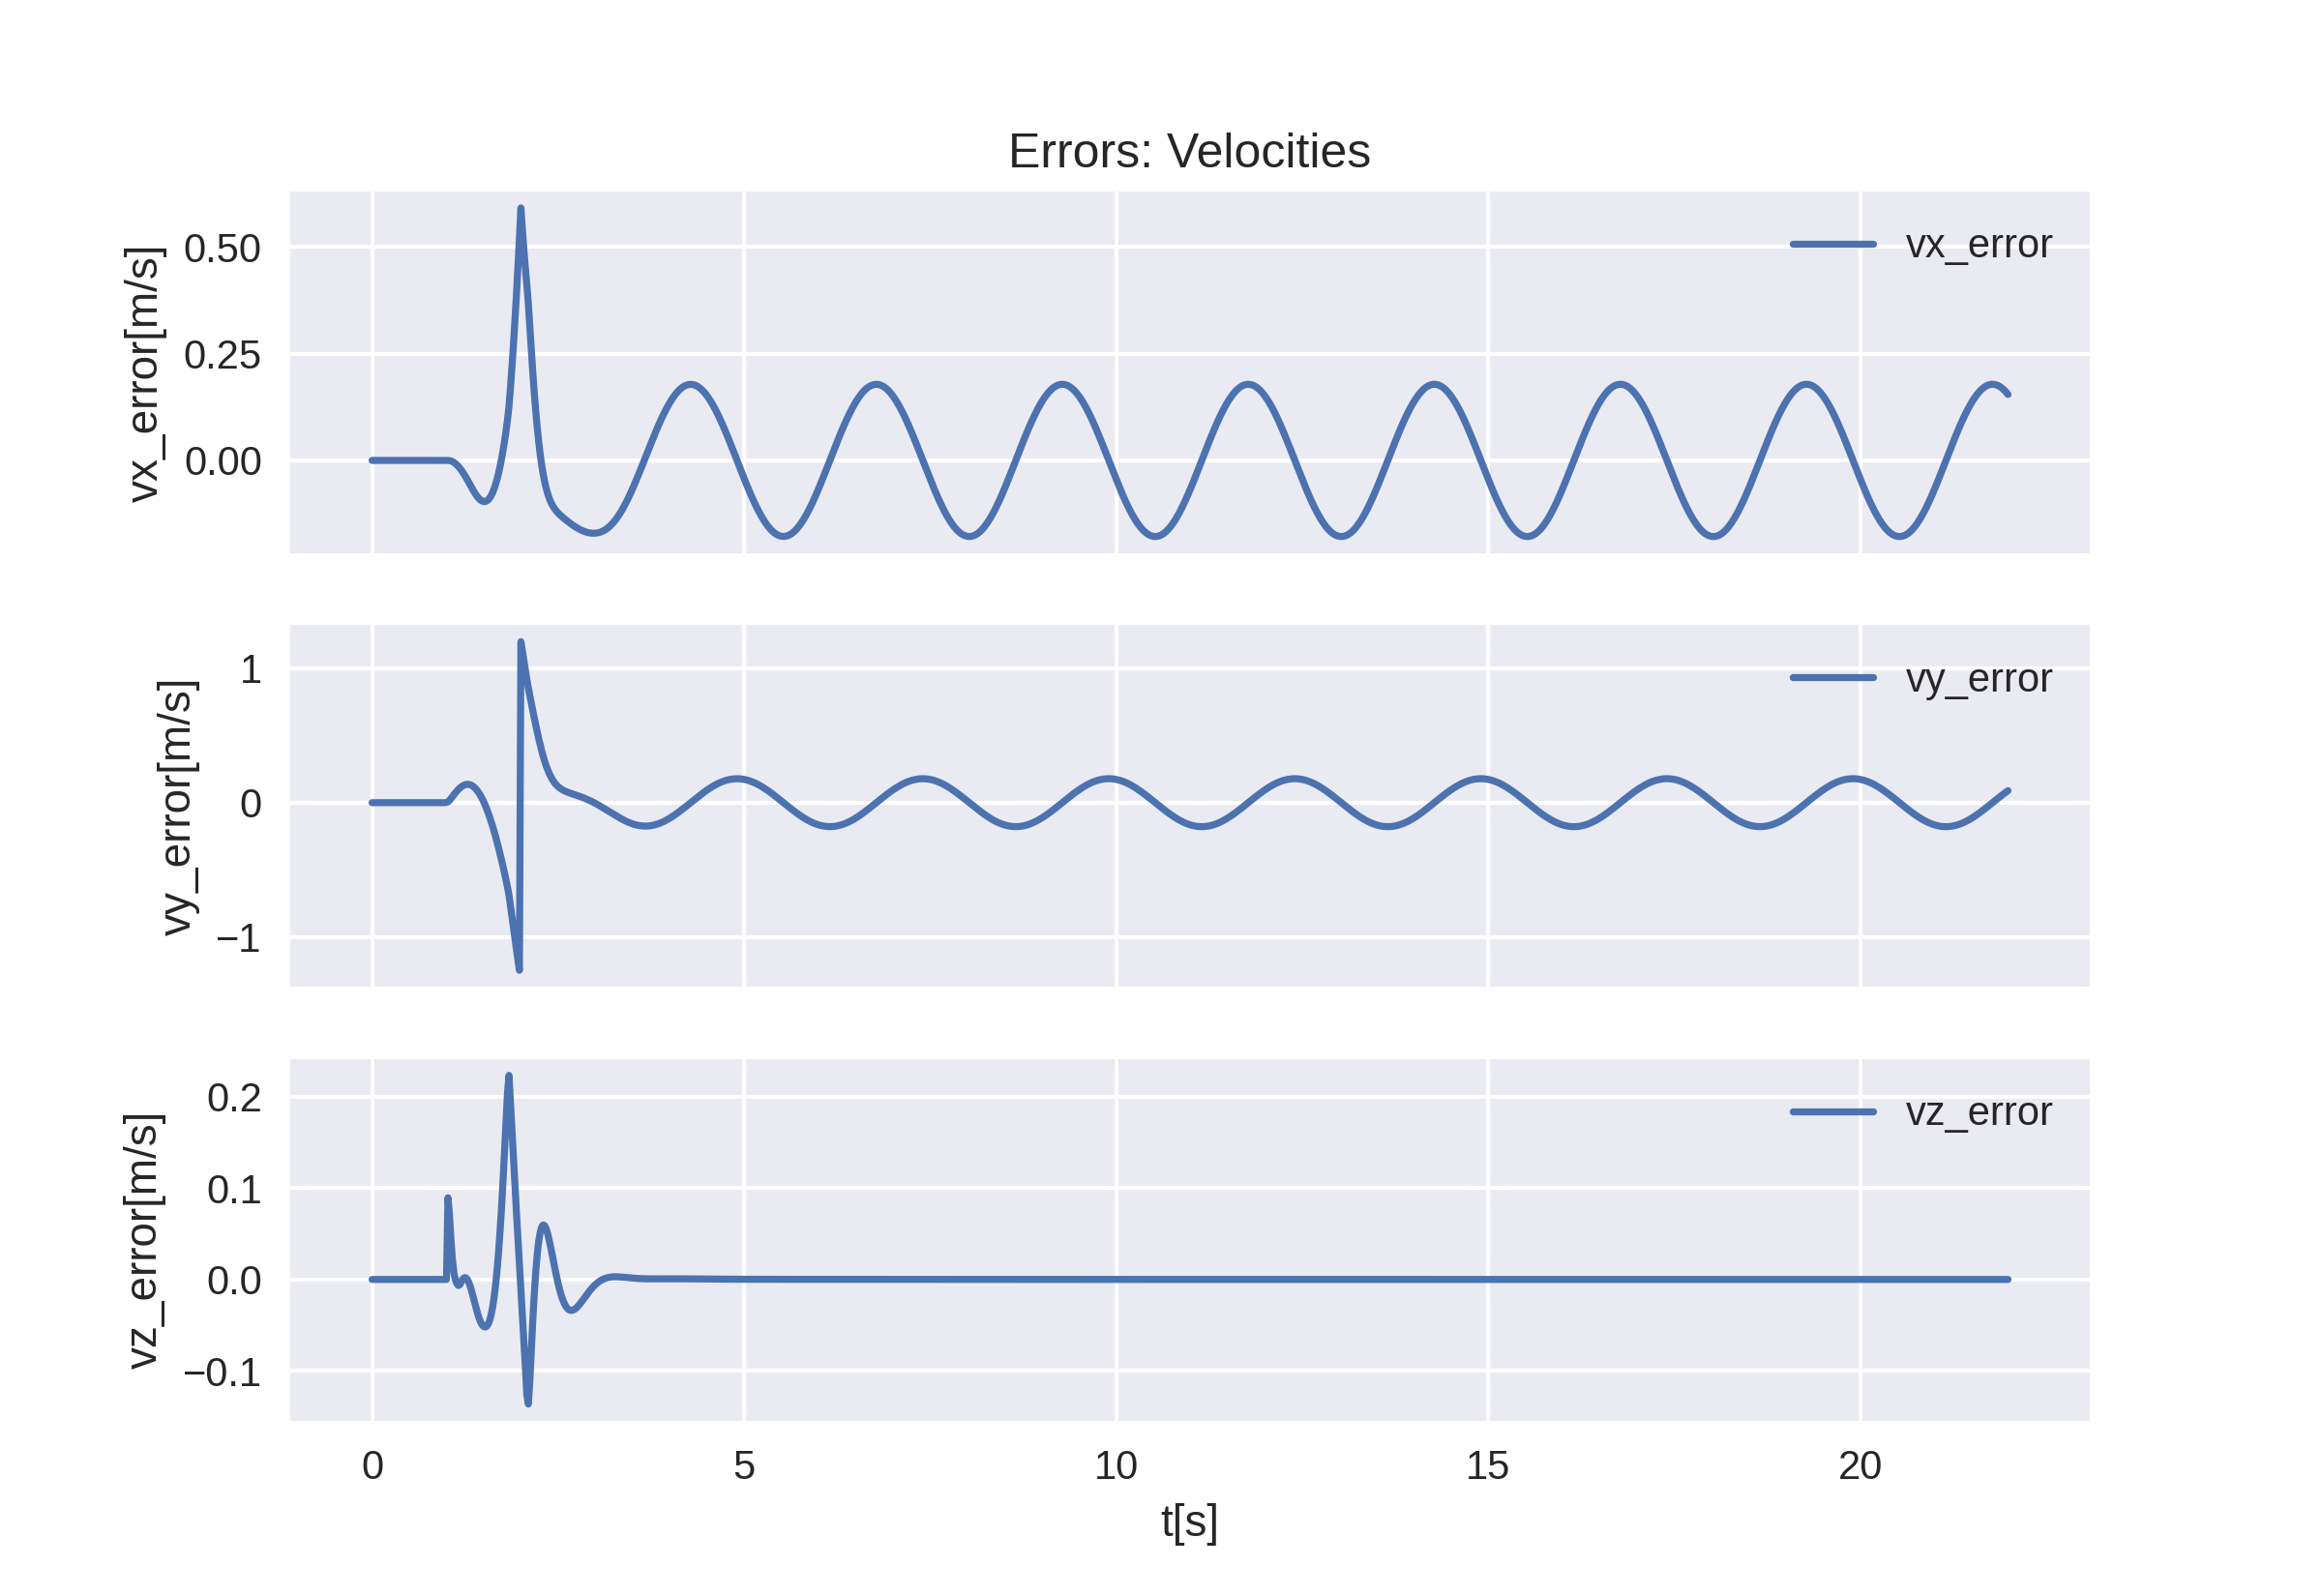 Errors: Velocities
vx_error[m/s]
0.50
0.25
0.00
vx_error
vy_error[m/s]
1
0
−1
vy_error
vz_error[m/s]
0.2
0.1
0.0
−0.1
vz_error
0 5 10 15 20
t[s]